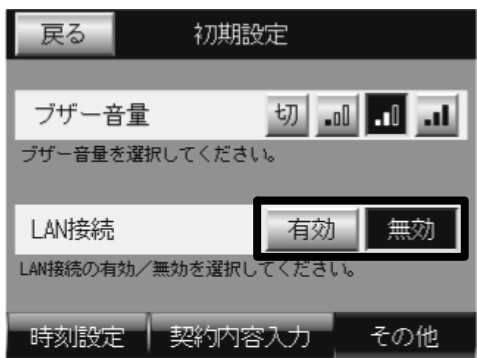 戻る 初期設定
ブザー音量 切
ブザー音量を選択してください。
LAN接続 有効 無効
LAN接続の有効／無効を選択してください。
時刻設定 契約内容入力 その他